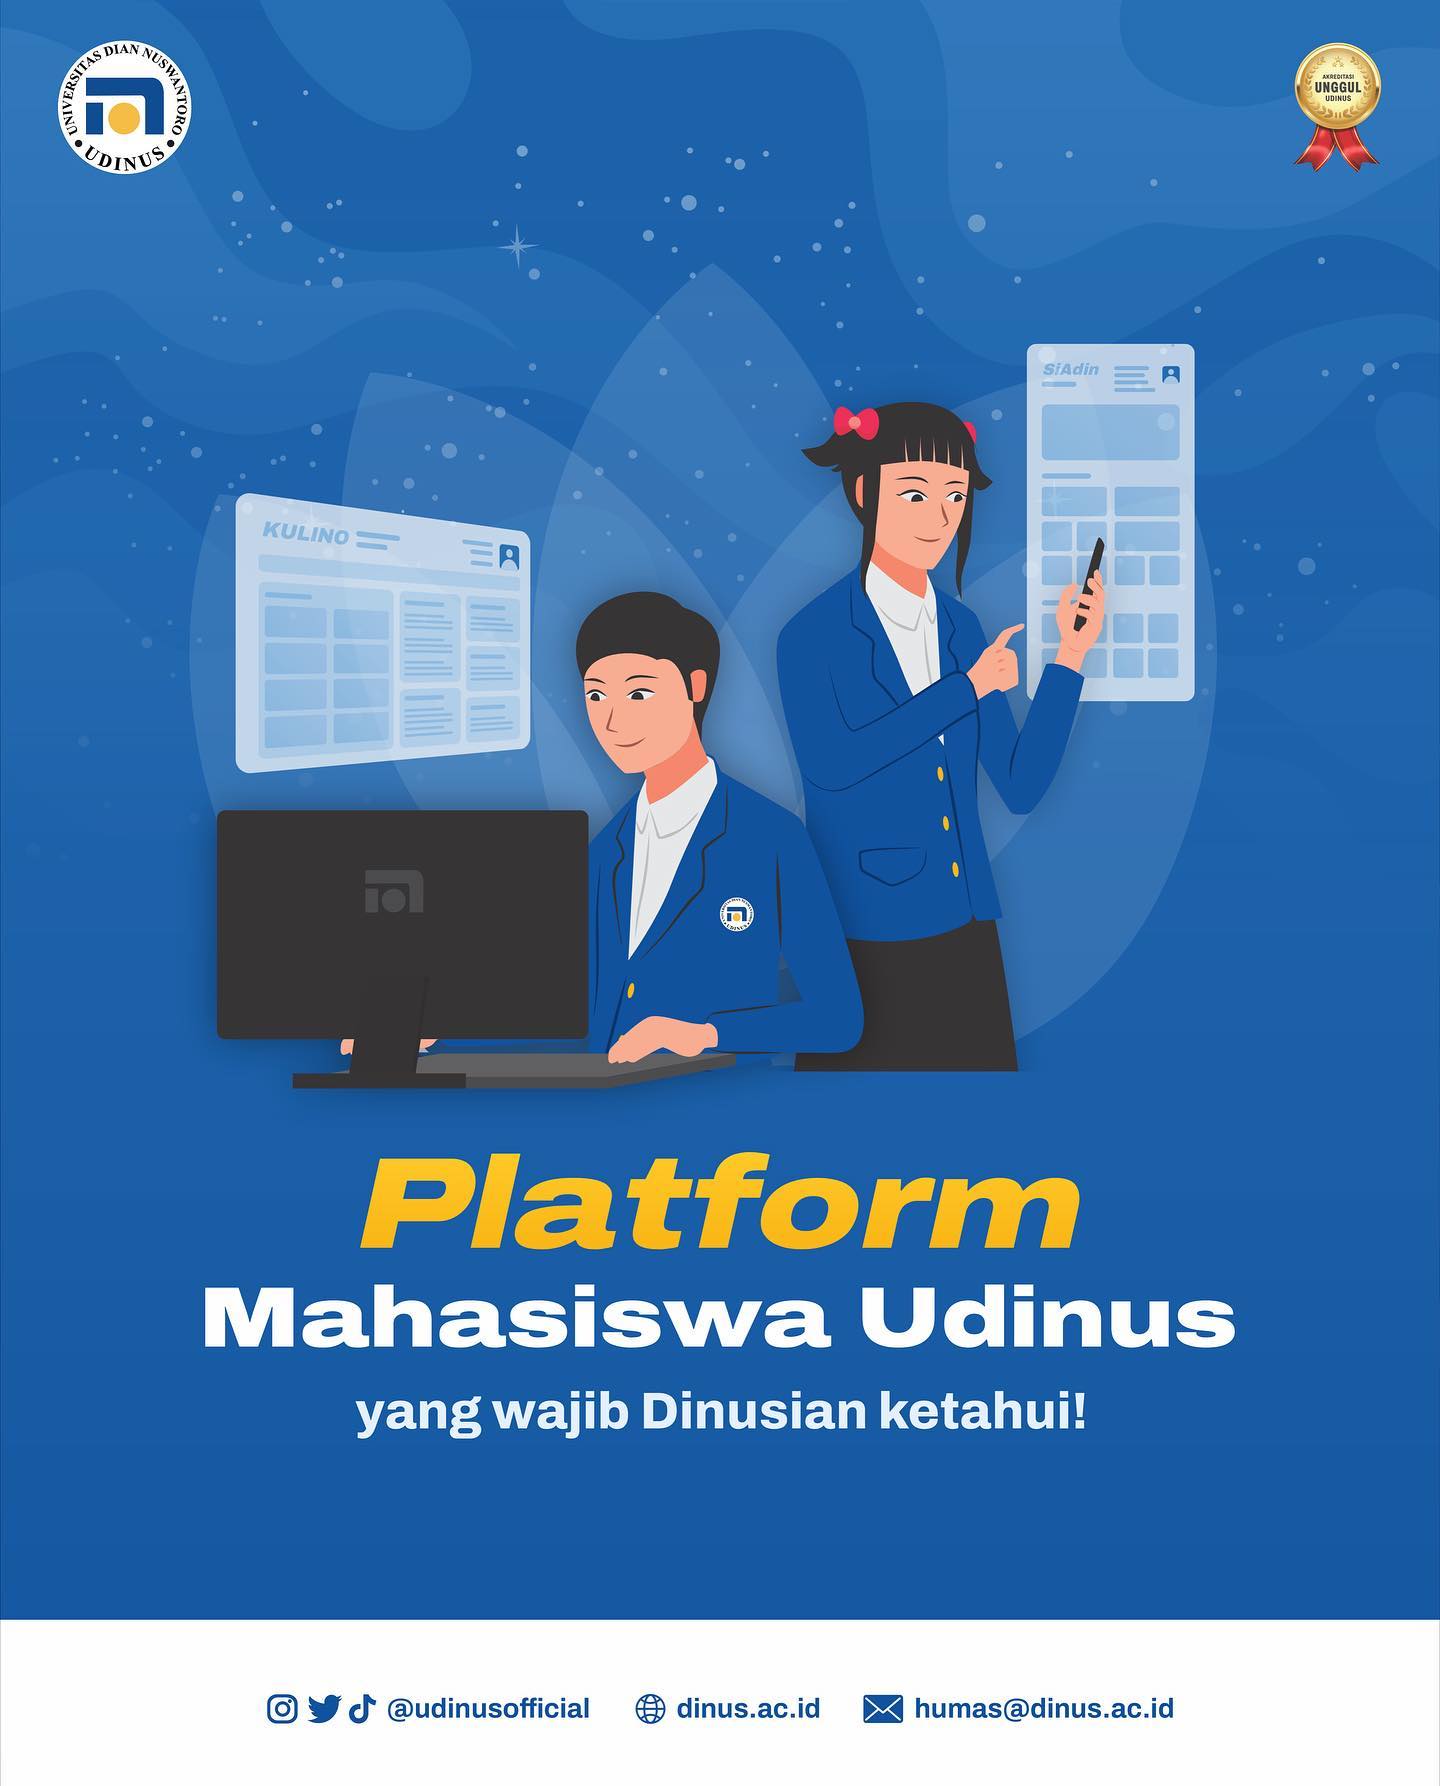 UNIVERSITAS DIAN NUSWANTORO
• UDINUS •
AKREDITASI
UNGGUL
UDINUS
SiAdin
KULINO
Platform
Mahasiswa Udinus
yang wajib Dinusian ketahui!
@udinusofficial
dinus.ac.id
humas@dinus.ac.id